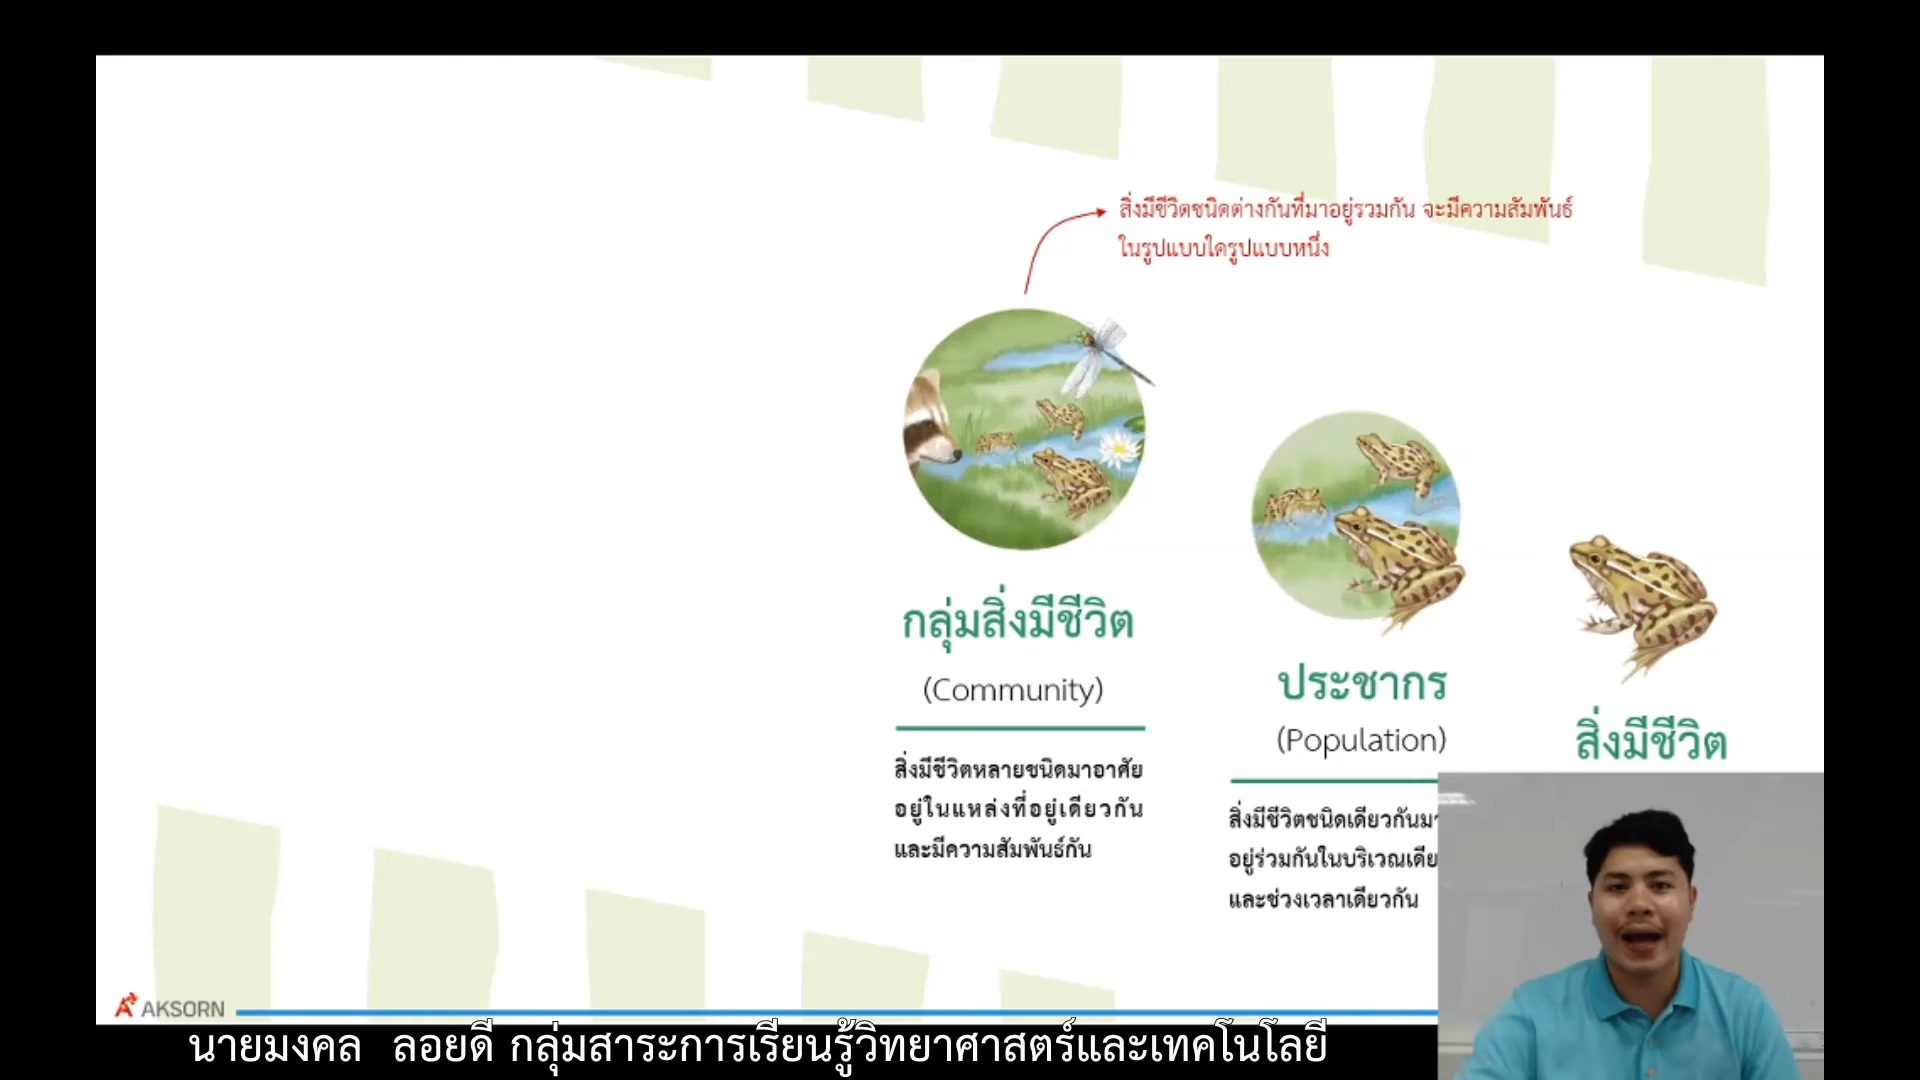 สิ่งมีชีวิตชนิดต่างกันที่มาอยู่รวมกัน จะมีความสัมพันธ์
ในรูปแบบใดรูปแบบหนึ่ง
กลุ่มสิ่งมีชีวิต
(Community)
สิ่งมีชีวิตหลายชนิดมาอาศัย
อยู่ในแหล่งที่อยู่เดียวกัน
และมีความสัมพันธ์กัน
ประชากร
(Population)
สิ่งมีชีวิตชนิดเดียวกันมา
อยู่ร่วมกันในบริเวณเดีย
และช่วงเวลาเดียวกัน
สิ่งมีชีวิต
AKSORN
นายมงคล ลอยดี กลุ่มสาระการเรียนรู้วิทยาศาสตร์และเทคโนโลยี